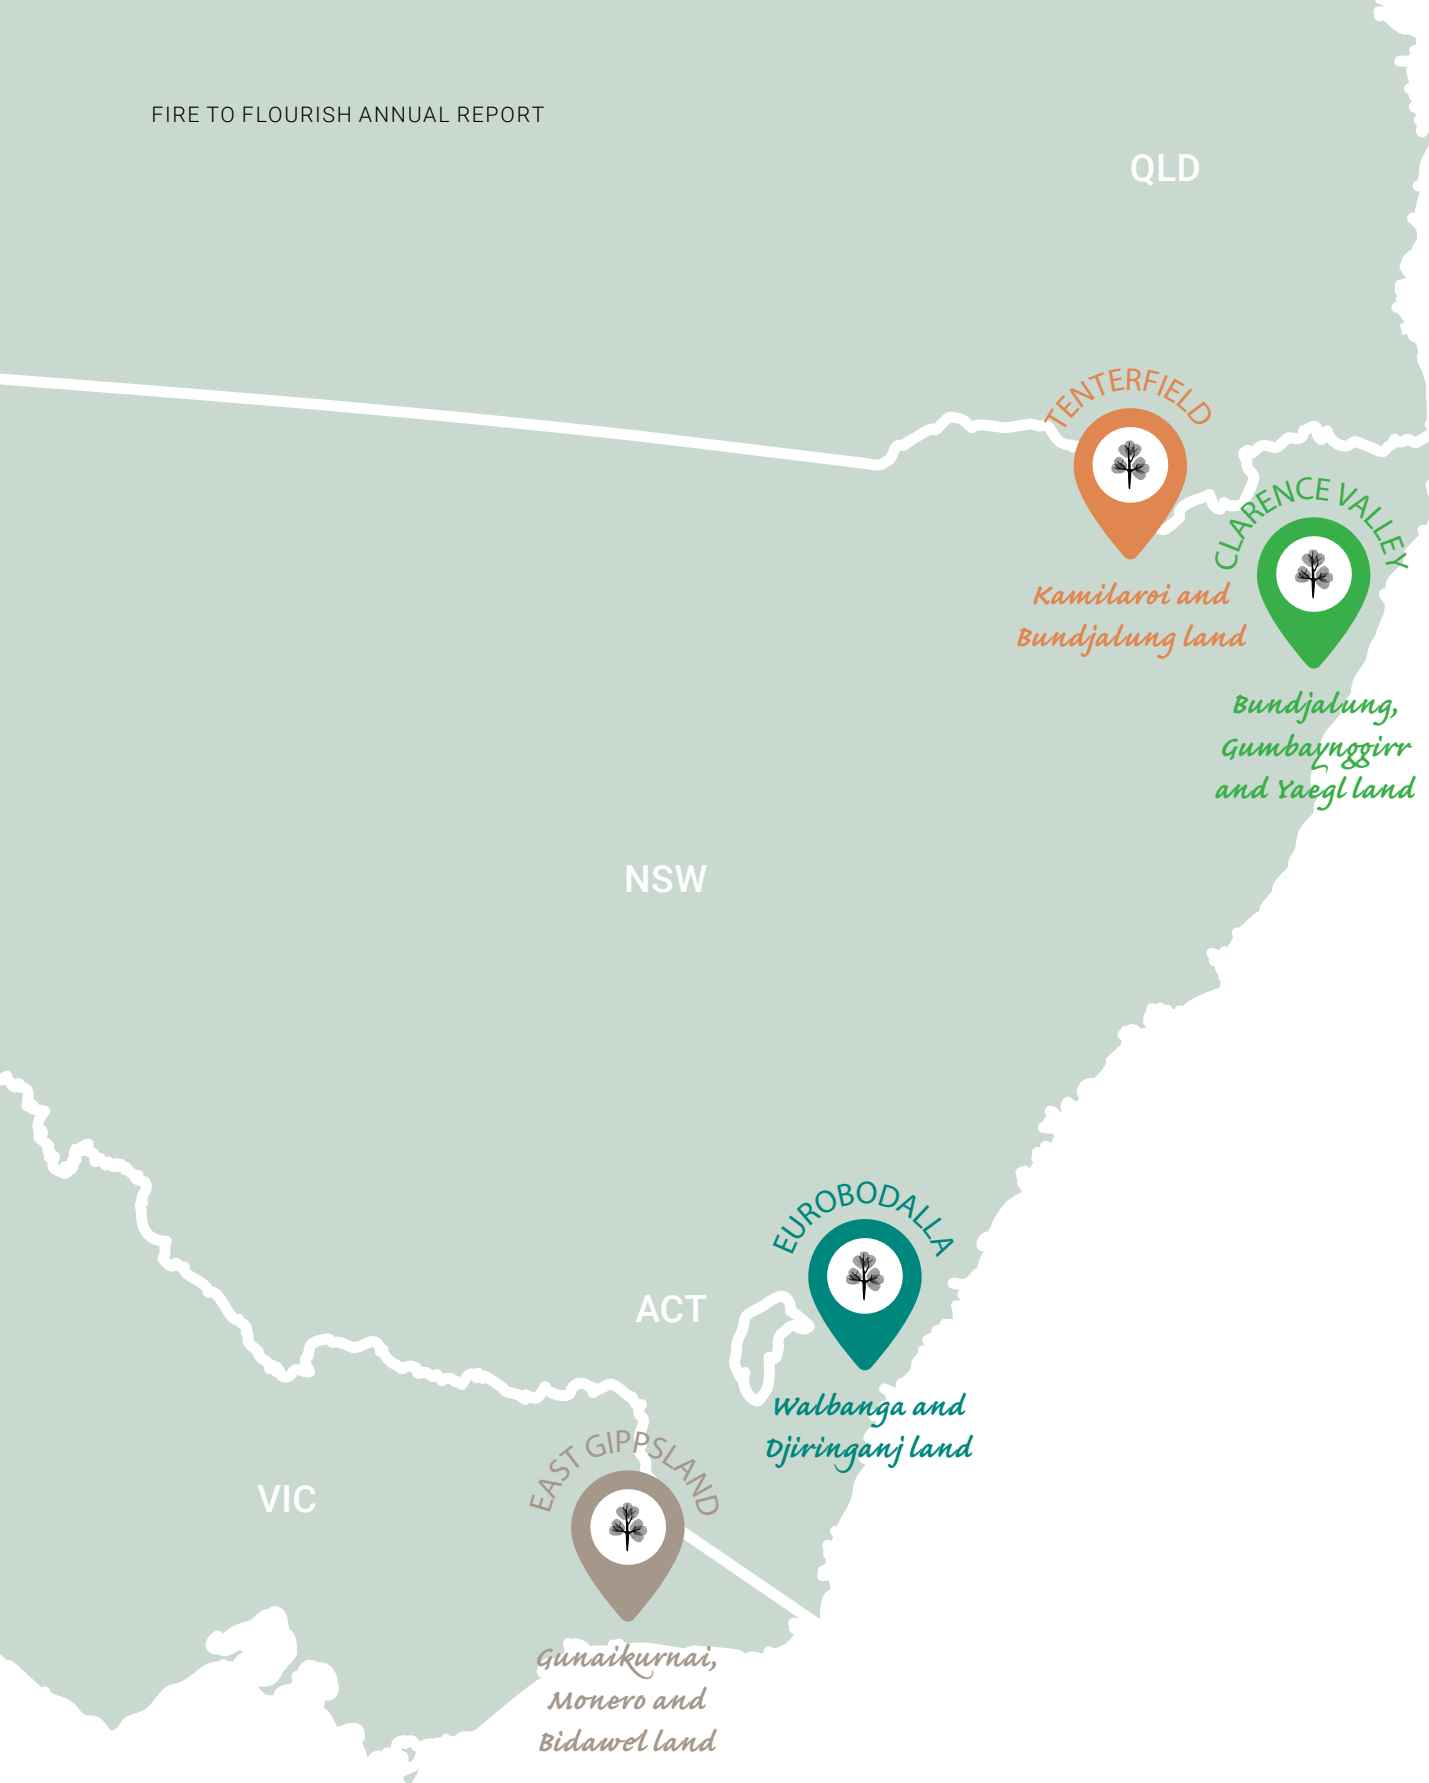 FIRE TO FLOURISH ANNUAL REPORT
QLD
TENTERFIELD
Kamilaroi and
Bundjalung land
CLARENCE VALLEY
Bundjalung,
Gumbaynggirr
and Yaegl land
NSW
EUROBODALLA
ACT
Walbanga and
Djiringanj land
EAST GIPPSLAND
VIC
Gunaikurnai,
Monero and
Bidawel land